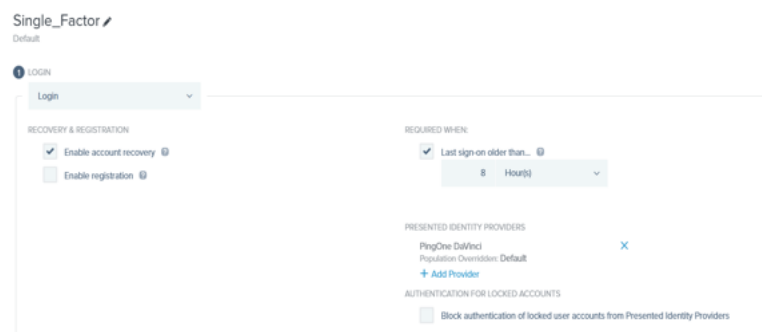 Single_Factor
Default
1 LOGIN
Login
RECOVERY & REGISTRATION
Enable account recovery
Enable registration
REQUIRED WHEN:
Last sign-on older than...
8 Hour(s)
PRESENTED IDENTITY PROVIDERS
PingOne DaVinci
Population Overridden: Default
+ Add Provider
AUTHENTICATION FOR LOCKED ACCOUNTS
Block authentication of locked user accounts from Presented Identity Providers